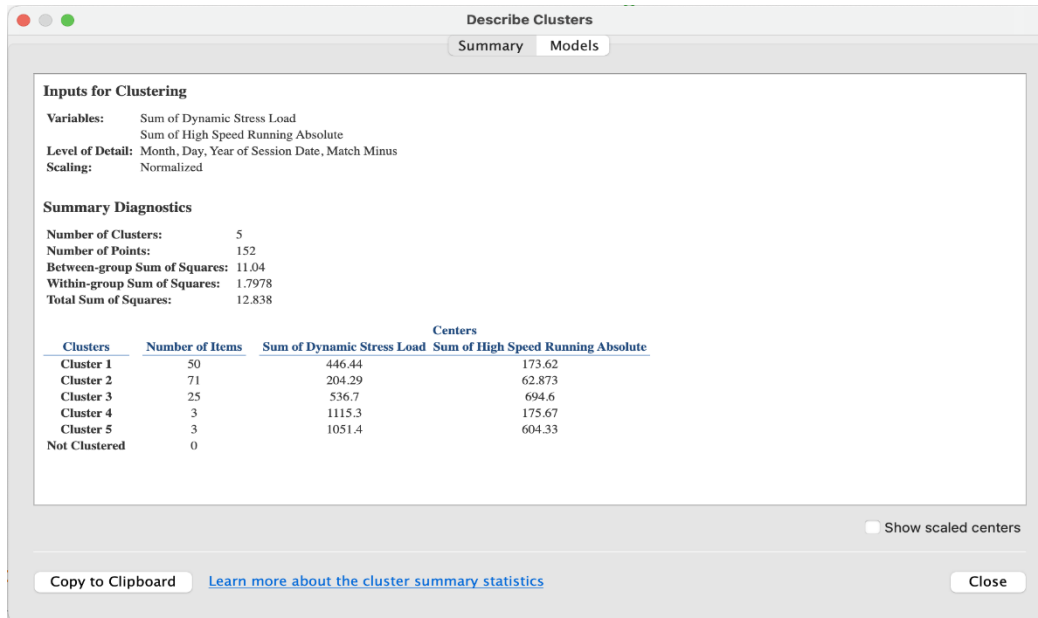 Describe Clusters
Summary Models
Inputs for Clustering
Variables: Sum of Dynamic Stress Load
Sum of High Speed Running Absolute
Level of Detail: Month, Day, Year of Session Date, Match Minus
Scaling: Normalized
Summary Diagnostics
Number of Clusters: 5
Number of Points: 152
Between-group Sum of Squares: 11.04
Within-group Sum of Squares: 1.7978
Total Sum of Squares: 12.838
Centers
Clusters Number of Items Sum of Dynamic Stress Load Sum of High Speed Running Absolute
Cluster 1 50 446.44 173.62
Cluster 2 71 204.29 62.873
Cluster 3 25 536.7 694.6
Cluster 4 3 1115.3 175.67
Cluster 5 3 1051.4 604.33
Not Clustered 0
Show scaled centers
Copy to Clipboard Learn more about the cluster summary statistics Close